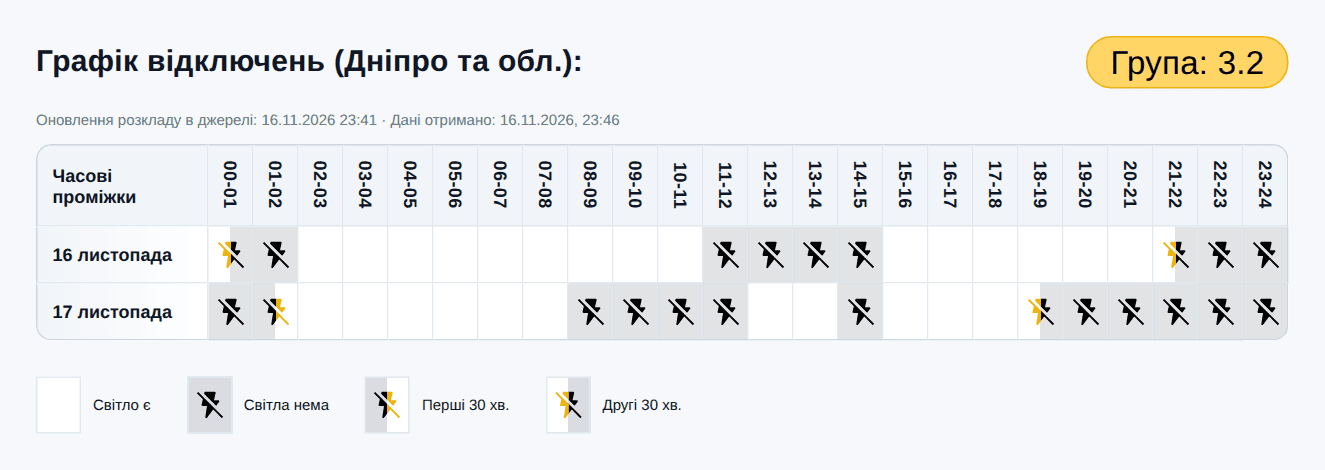 Графік відключень (Дніпро та обл.):
Група: 3.2
Оновлення розкладу в джерелі: 16.11.2026 23:41 · Дані отримано: 16.11.2026, 23:46
Часові
проміжки
00-01
01-02
02-03
03-04
04-05
05-06
06-07
07-08
08-09
09-10
10-11
11-12
12-13
13-14
14-15
15-16
16-17
17-18
18-19
19-20
20-21
21-22
22-23
23-24
16 листопада
17 листопада
Світло є
Світла нема
Перші 30 хв.
Другі 30 хв.